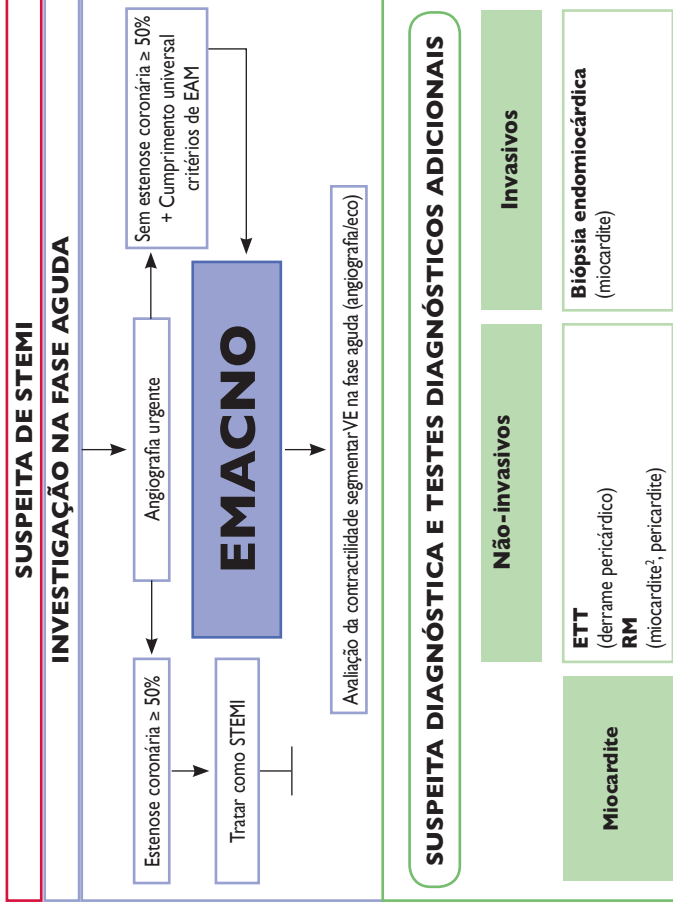 SUSPEITA DE STEMI
INVESTIGAÇÃO NA FASE AGUDA
Angiografia urgente
Estenose coronária ≥ 50%
Tratar como STEMI
Sem estenose coronária ≥ 50%
+ Cumprimento universal
critérios de EAM
EMACNO
Avaliação da contractilidade segmentar VE na fase aguda (angiografia/eco)
SUSPEITA DIAGNÓSTICA E TESTES DIAGNÓSTICOS ADICIONAIS
Não-invasivos
Invasivos
Miocardite
ETT
(derrame pericárdico)
RM
(miocardite², pericardite)
Biópsia endomiocárdica
(miocardite)